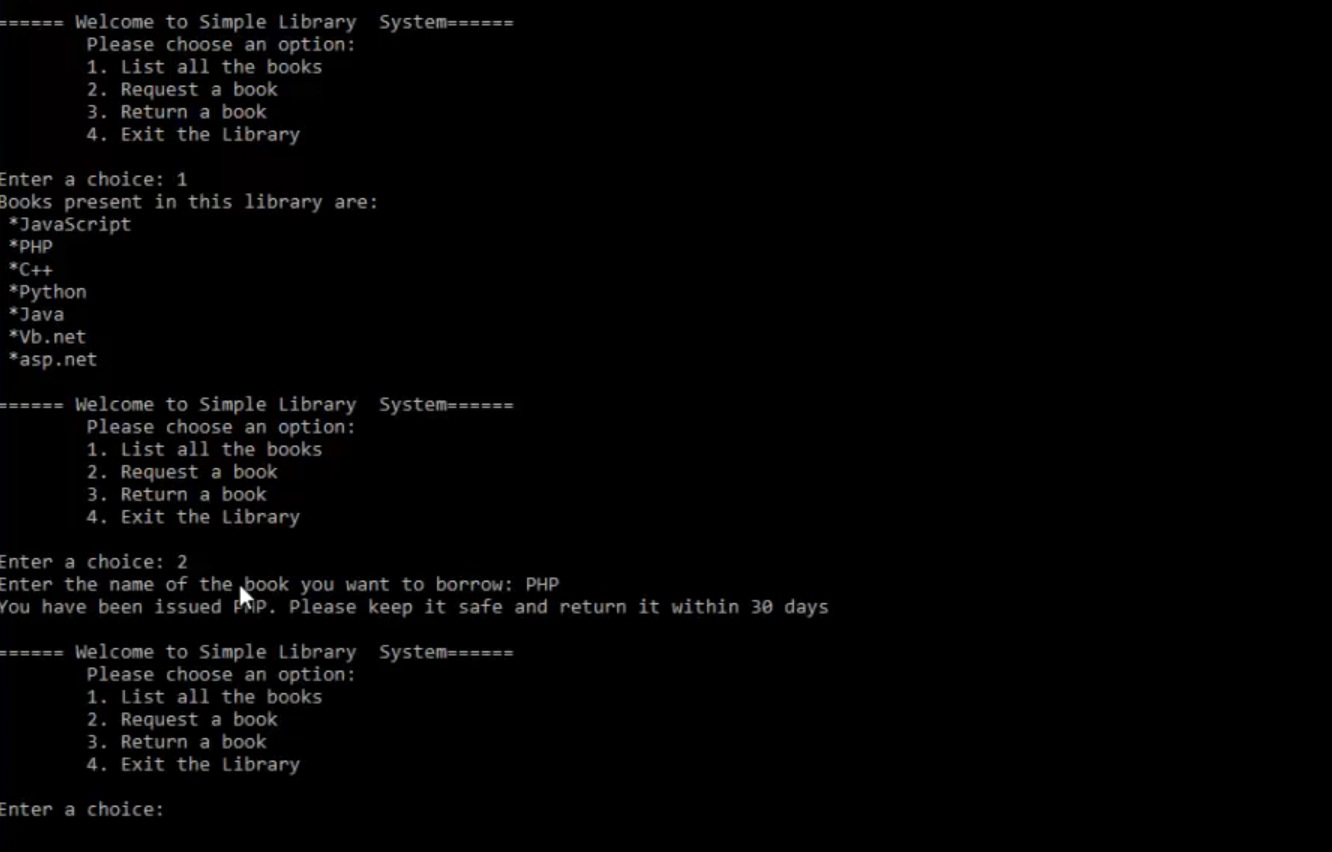 ====== Welcome to Simple Library  System======
Please choose an option:
1. List all the books
2. Request a book
3. Return a book
4. Exit the Library
Enter a choice: 1
Books present in this library are:
*JavaScript
*PHP
*C++
*Python
*Java
*Vb.net
*asp.net
====== Welcome to Simple Library  System======
Please choose an option:
1. List all the books
2. Request a book
3. Return a book
4. Exit the Library
Enter a choice: 2
Enter the name of the book you want to borrow: PHP
You have been issued PHP. Please keep it safe and return it within 30 days
====== Welcome to Simple Library  System======
Please choose an option:
1. List all the books
2. Request a book
3. Return a book
4. Exit the Library
Enter a choice: